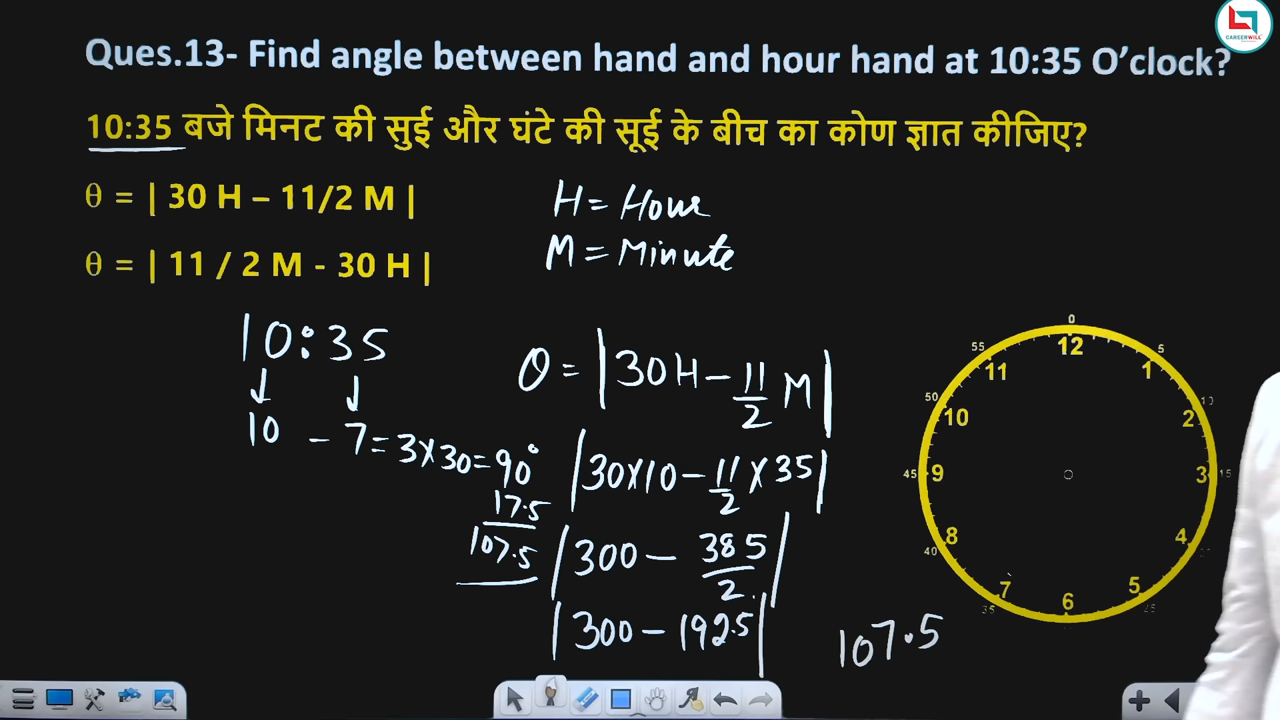 CAREERWILL
Ques.13- Find angle between hand and hour hand at 10:35 O’clock?
10:35 बजे मिनट की सुई और घंटे की सूई के बीच का कोण ज्ञात कीजिए?
θ = | 30 H – 11/2 M |
H = Hour
θ = | 11 / 2 M - 30 H |
M = Minute
10:35
↓ ↓
10 - 7 = 3×30 = 90°
17.5
107.5
θ = |30H - 11/2 M|
|30×10 - 11/2 × 35|
|300 - 385/2.|
|300 - 192.5|
107.5
0
55 5
12
11 1
50 10
10 2
45 9 3 15
8 4
40
7 5
35 6 25